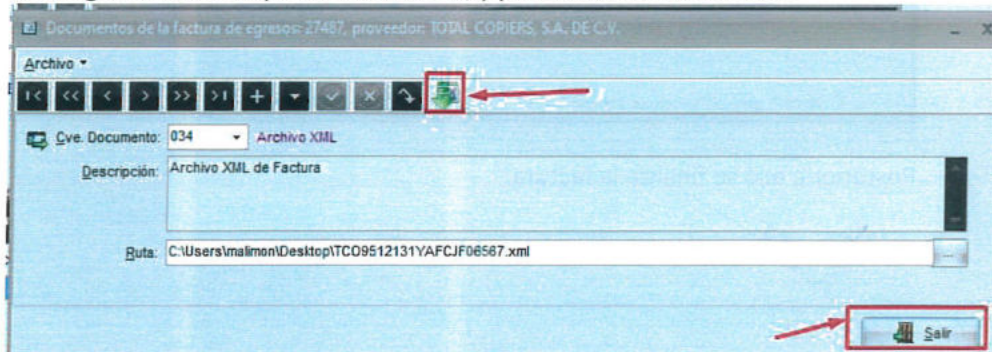 Documentos de la factura de egresos: 27487, proveedor: TOTAL COPIERS, S.A. DE C.V.
Archivo
Cve. Documento: 034 Archivo XML
Descripción: Archivo XML de Factura
Ruta: C:\Users\malimon\Desktop\TCO9512131YAFCJF06567.xml
Salir